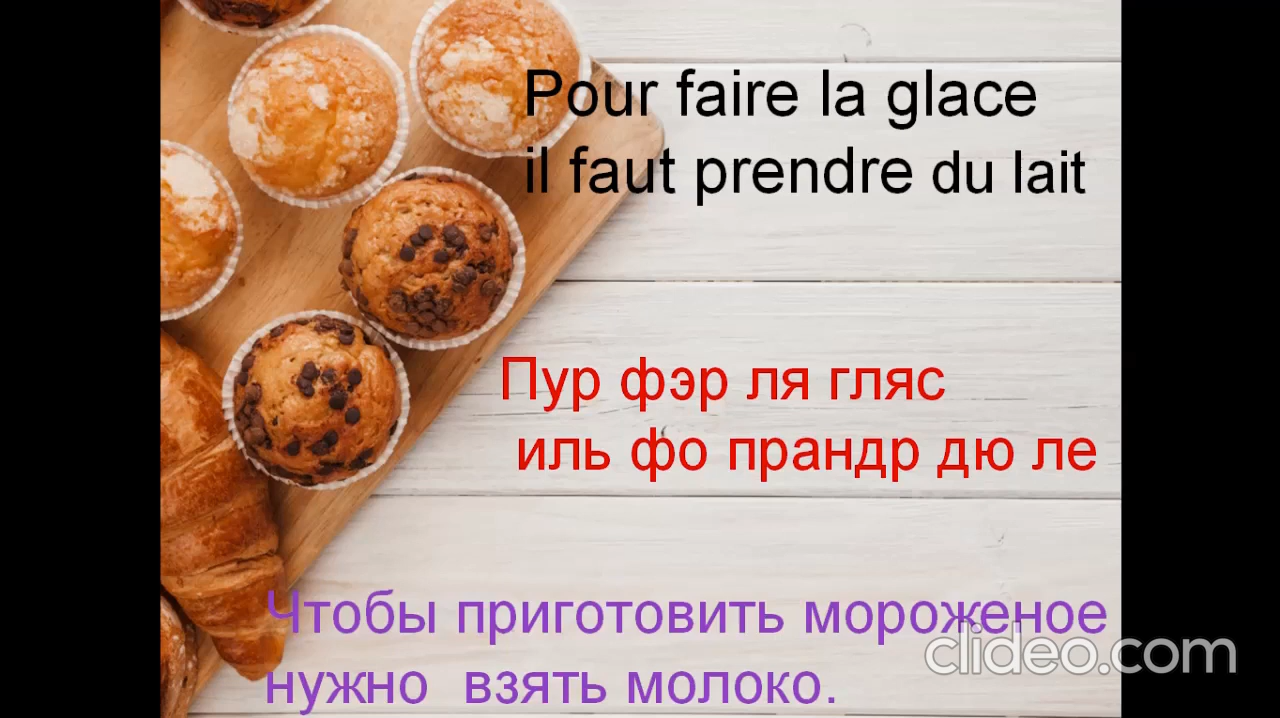 Pour faire la glace
il faut prendre du lait
Пур фэр ля гляс
иль фо прандр дю ле
Чтобы приготовить мороженое
нужно взять молоко.
clideo.com